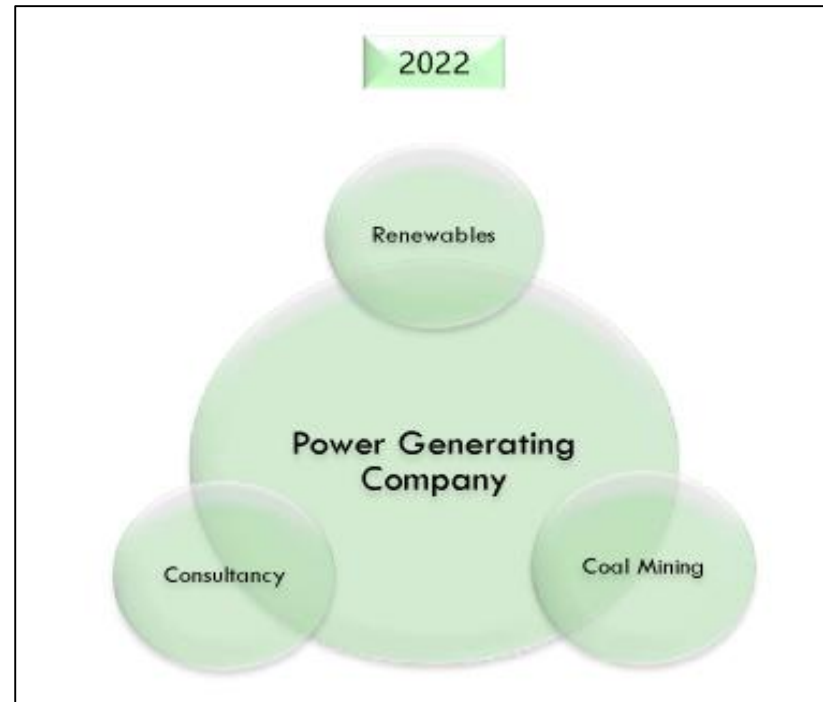 2022
Renewables
Power Generating
Company
Consultancy
Coal Mining